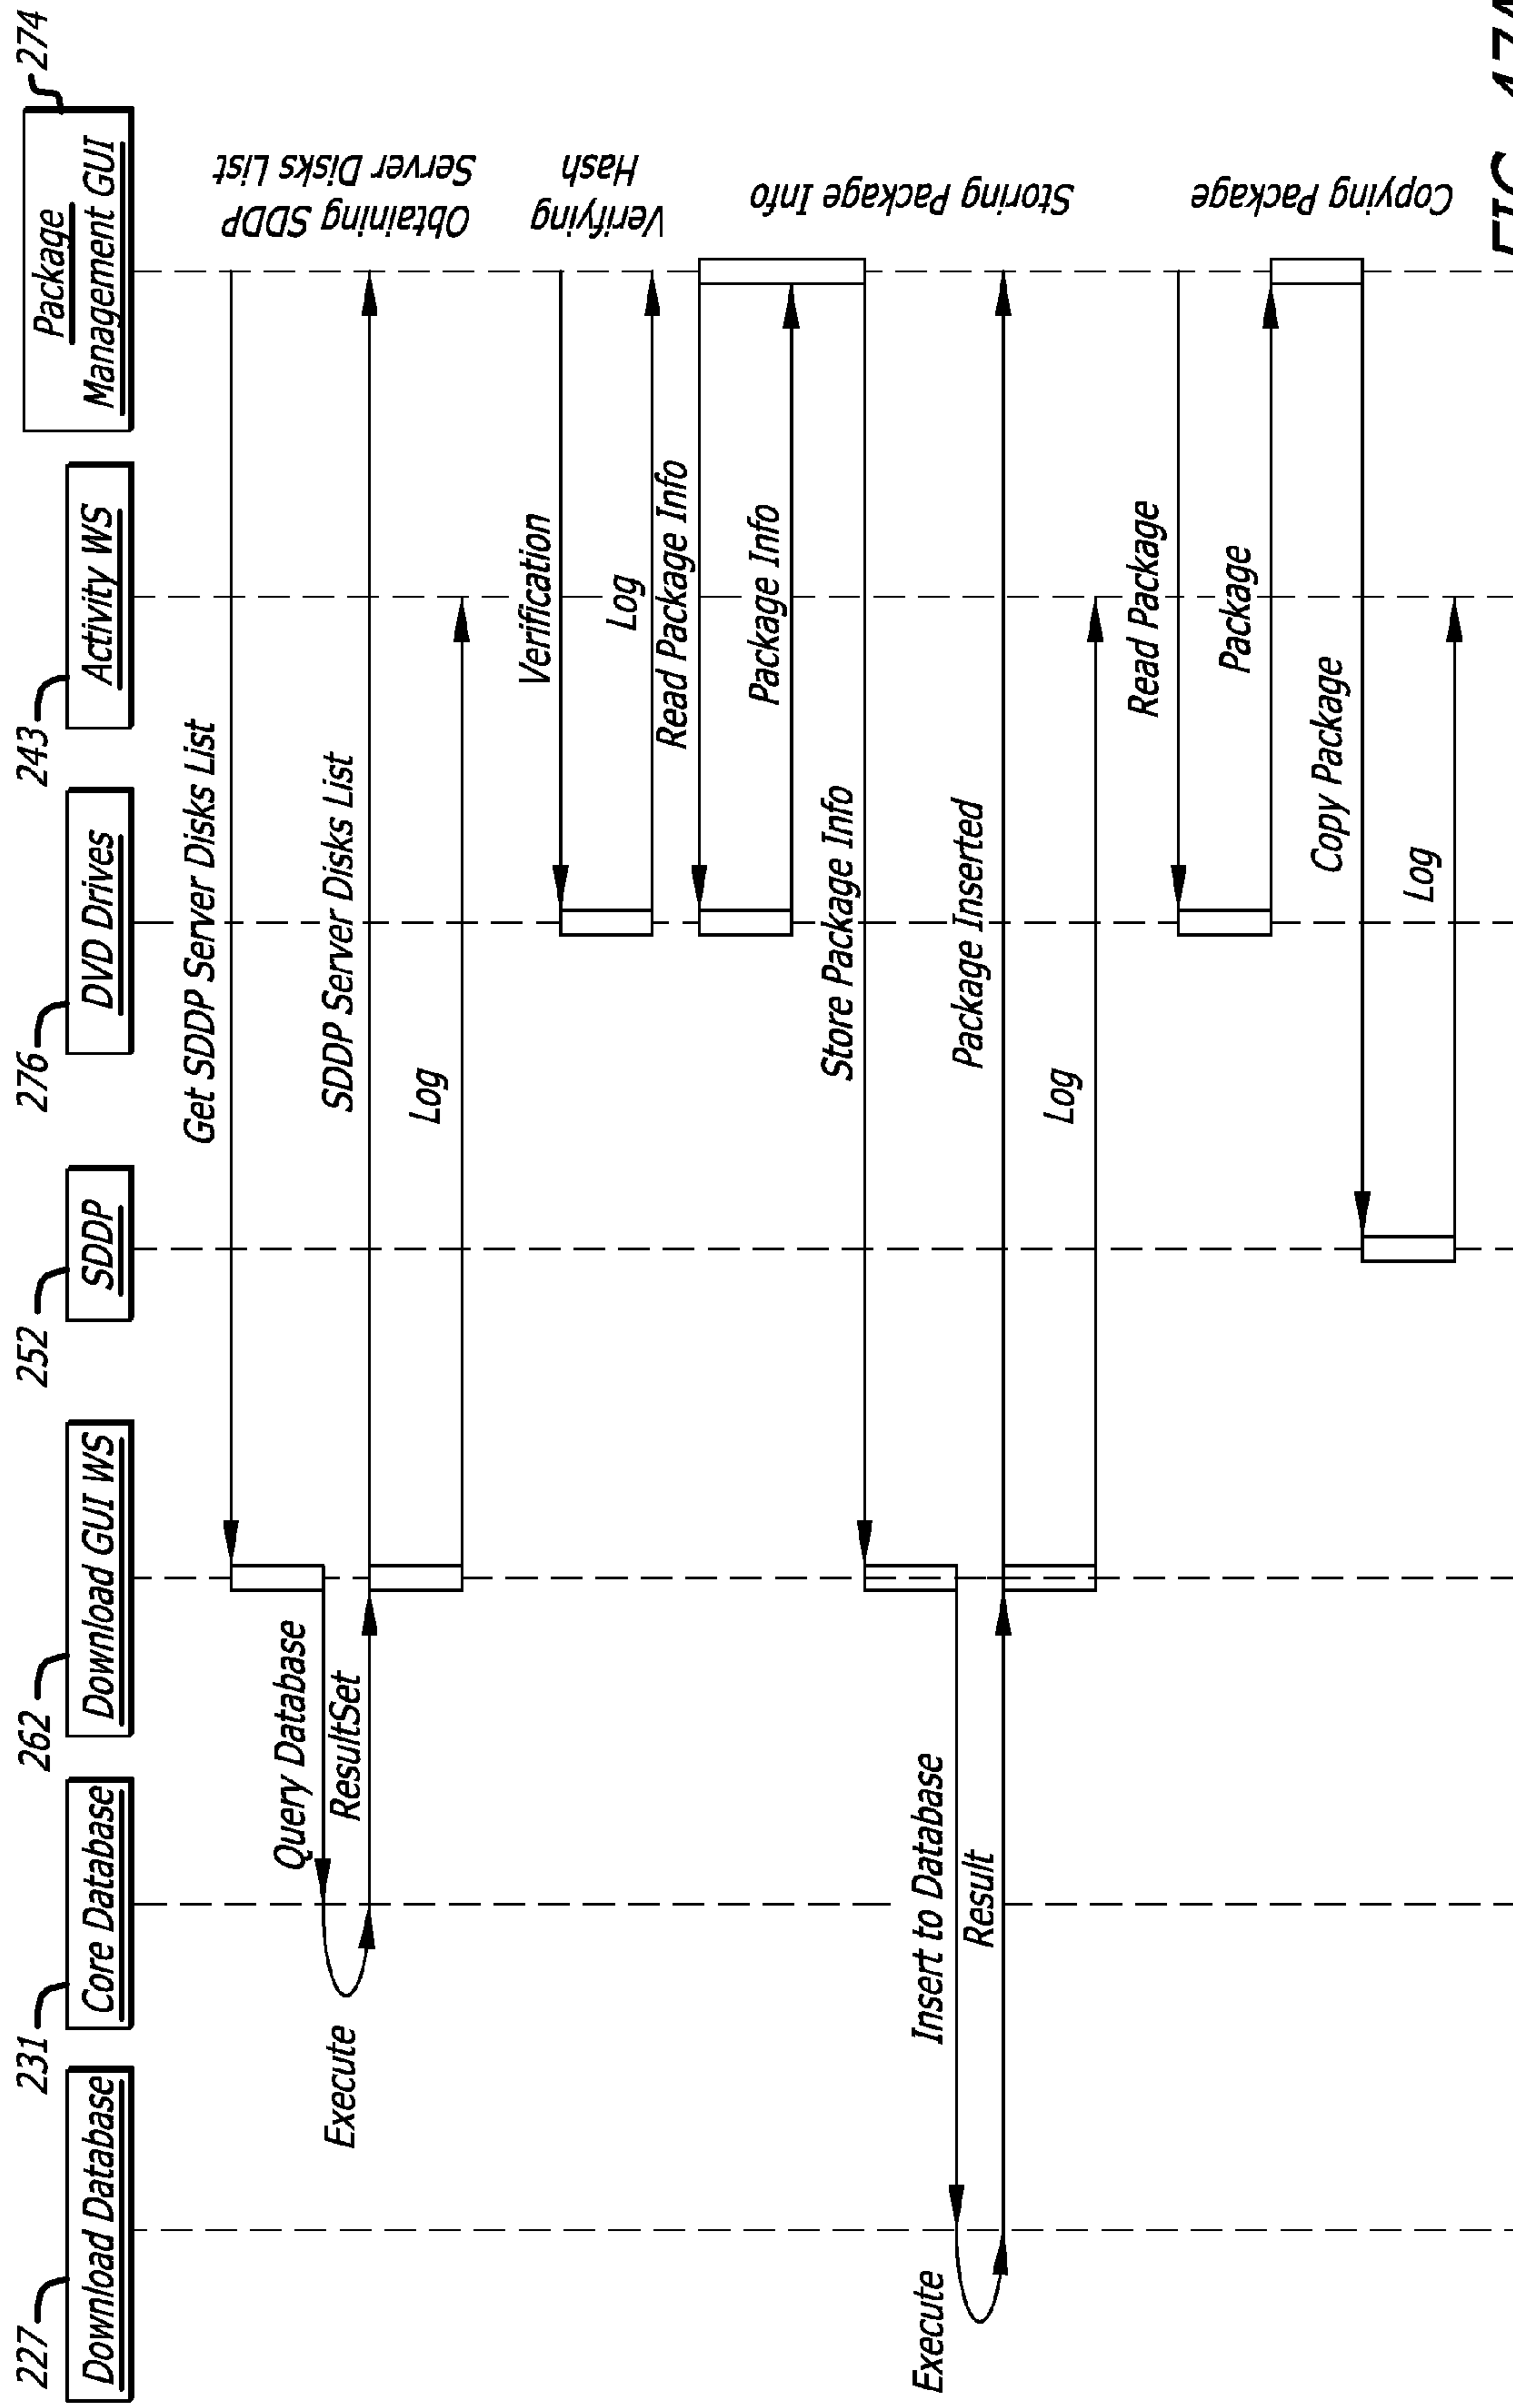 227
Download Database
231
Core Database
262
Download GUI WS
252
SDDP
276
DVD Drives
243
Activity WS
274
Package
Management GUI
Get SDDP Server Disks List
Query Database
Execute
ResultSet
SDDP Server Disks List
Log
Obtaining SDDP
Server Disks List
Verification
Log
Verifying
Hash
Read Package Info
Package Info
Store Package Info
Insert to Database
Execute
Result
Package Inserted
Log
Storing Package Info
Read Package
Package
Copy Package
Log
Copying Package
FIG.